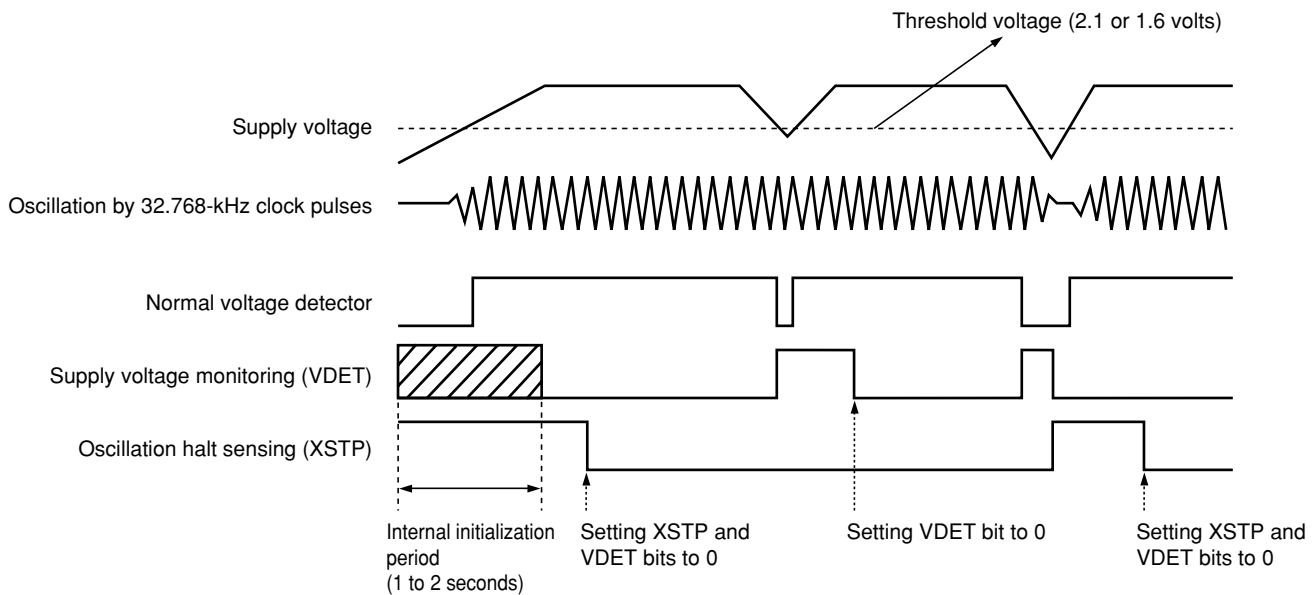 Threshold voltage (2.1 or 1.6 volts)
Supply voltage
Oscillation by 32.768-kHz clock pulses
Normal voltage detector
Supply voltage monitoring (VDET)
Oscillation halt sensing (XSTP)
Internal initialization
period
(1 to 2 seconds)
Setting XSTP and
VDET bits to 0
Setting VDET bit to 0
Setting XSTP and
VDET bits to 0